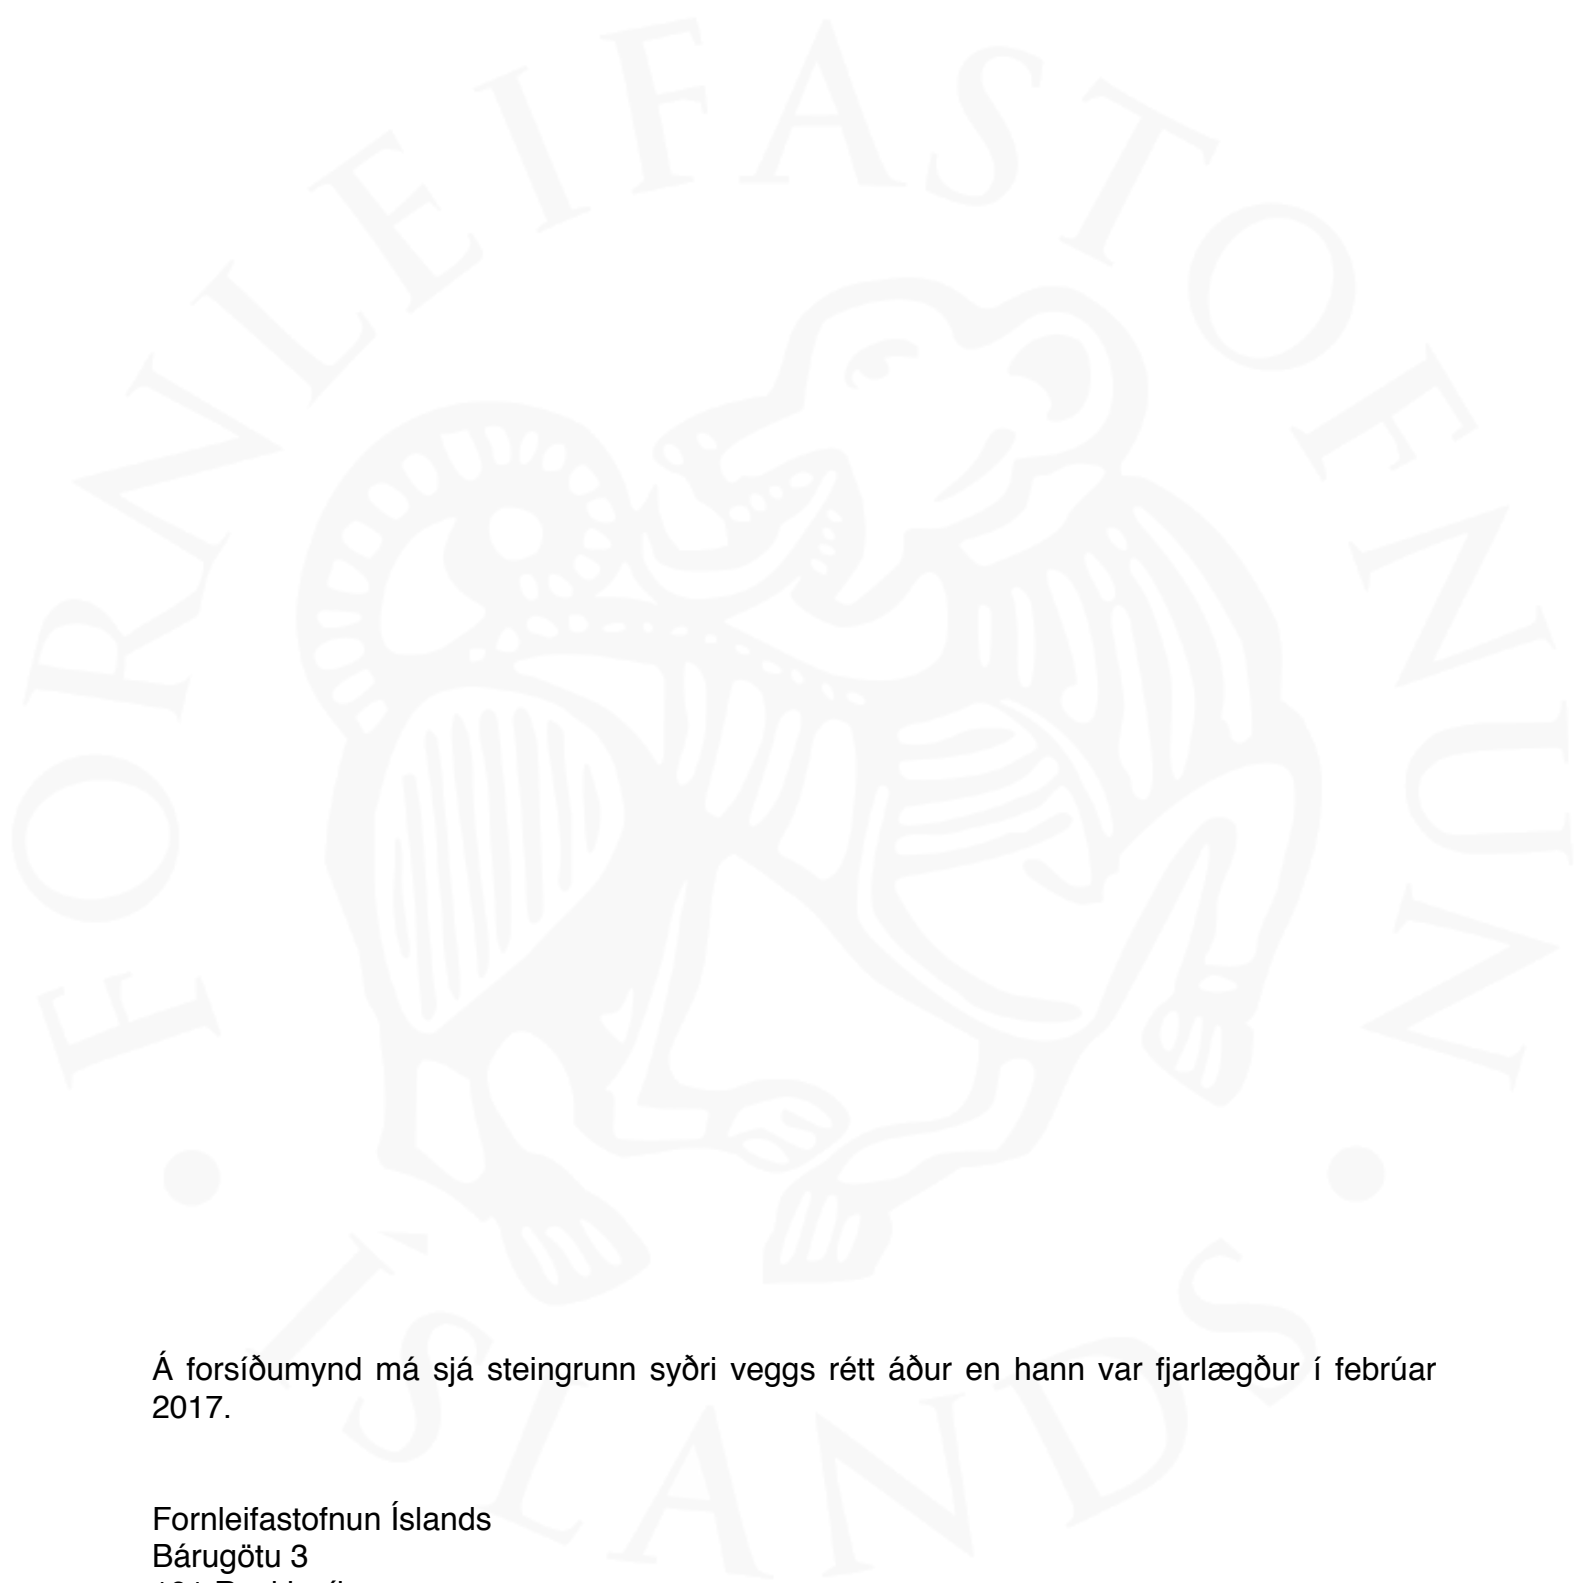 FORNLEIFASTOFNUN
ÍSLANDS
Á forsíðumynd má sjá steingrunn syðri veggs rétt áður en hann var fjarlægður í febrúar
2017.
Fornleifastofnun Íslands
Bárugötu 3